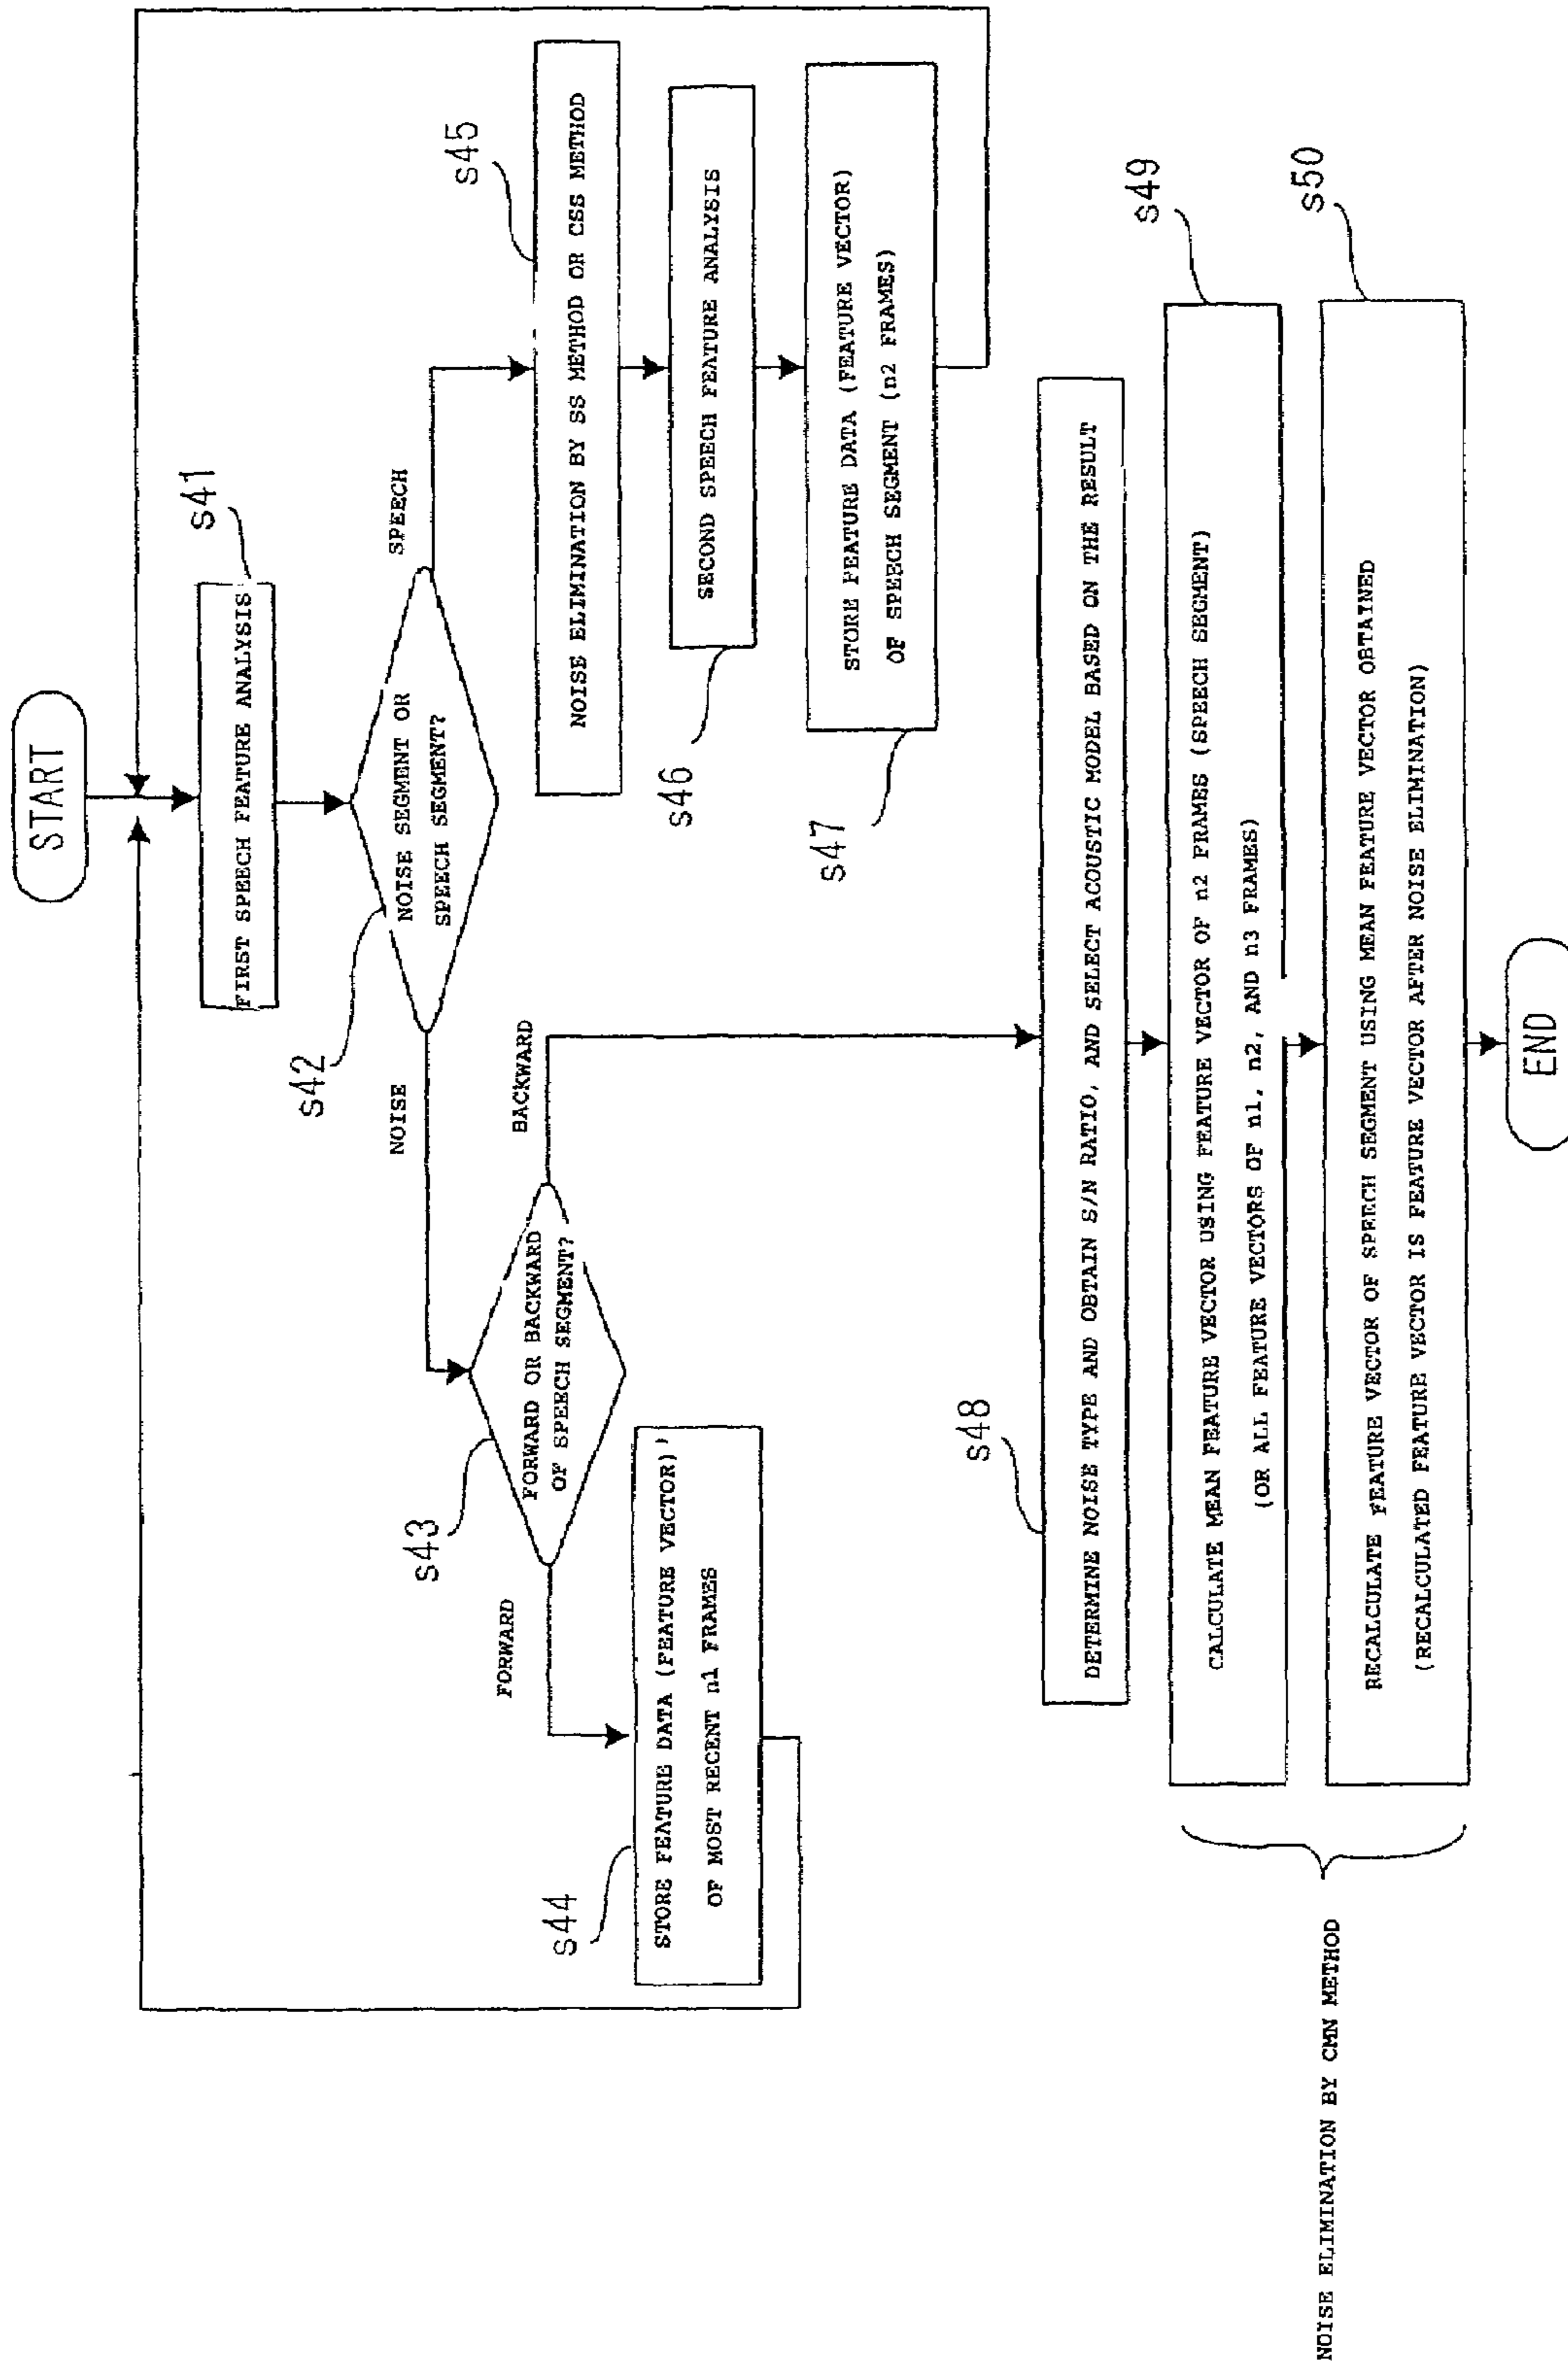 START
s41
FIRST SPEECH FEATURE ANALYSIS
s42
NOISE SEGMENT OR
SPEECH SEGMENT?
NOISE
SPEECH
s43
FORWARD OR BACKWARD
OF SPEECH SEGMENT?
FORWARD
BACKWARD
s44
STORE FEATURE DATA (FEATURE VECTOR)
OF MOST RECENT n1 FRAMES
s45
NOISE ELIMINATION BY SS METHOD OR CSS METHOD
s46
SECOND SPEECH FEATURE ANALYSIS
s47
STORE FEATURE DATA (FEATURE VECTOR)
OF SPEECH SEGMENT (n2 FRAMES)
s48
DETERMINE NOISE TYPE AND OBTAIN S/N RATIO, AND SELECT ACOUSTIC MODEL BASED ON THE RESULT
s49
CALCULATE MEAN FEATURE VECTOR USING FEATURE VECTOR OF n2 FRAMES (SPEECH SEGMENT)
(OR ALL FEATURE VECTORS OF n1, n2, AND n3 FRAMES)
s50
RECALCULATE FEATURE VECTOR OF SPEECH SEGMENT USING MEAN FEATURE VECTOR OBTAINED
(RECALCULATED FEATURE VECTOR IS FEATURE VECTOR AFTER NOISE ELIMINATION)
NOISE ELIMINATION BY CMN METHOD
END